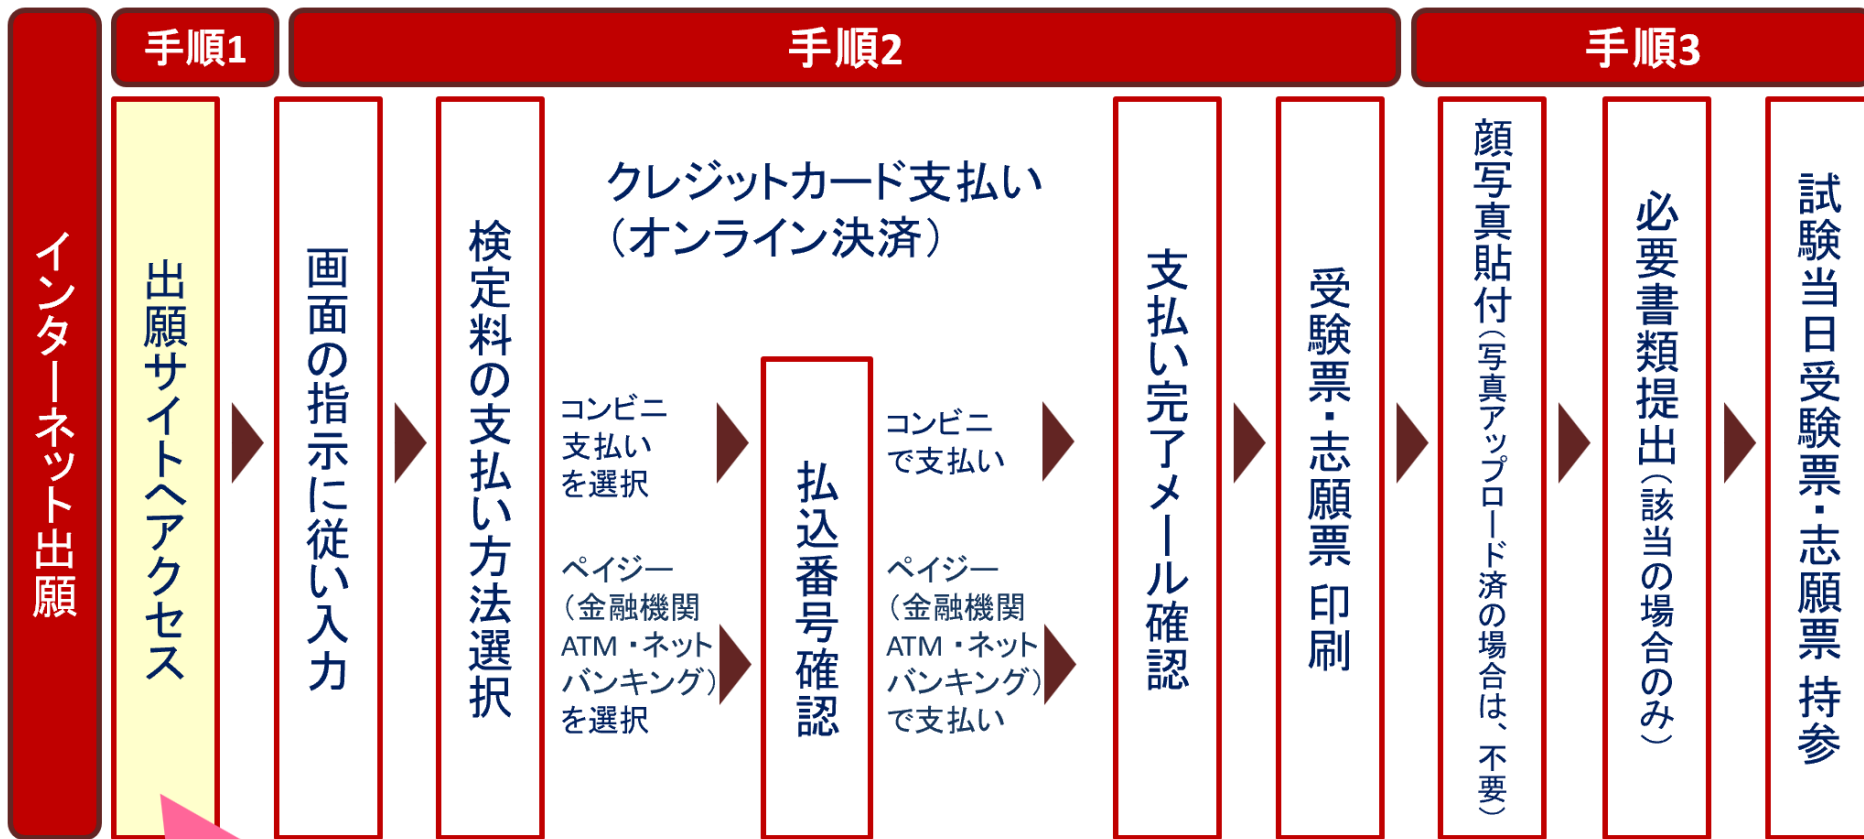 インターネット出願
手順1
手順2
手順3
出願サイトへアクセス
画面の指示に従い入力
検定料の支払い方法選択
クレジットカード支払い
（オンライン決済）
コンビニ
支払い
を選択
ペイジー
（金融機関
ATM・ネット
バンキング）
を選択
払込番号確認
コンビニ
で支払い
ペイジー
（金融機関
ATM・ネット
バンキング）
で支払い
支払い完了メール確認
受験票・志願票 印刷
顔写真貼付（写真アップロード済の場合は、不要）
必要書類提出（該当の場合のみ）
試験当日受験票・志願票 持参